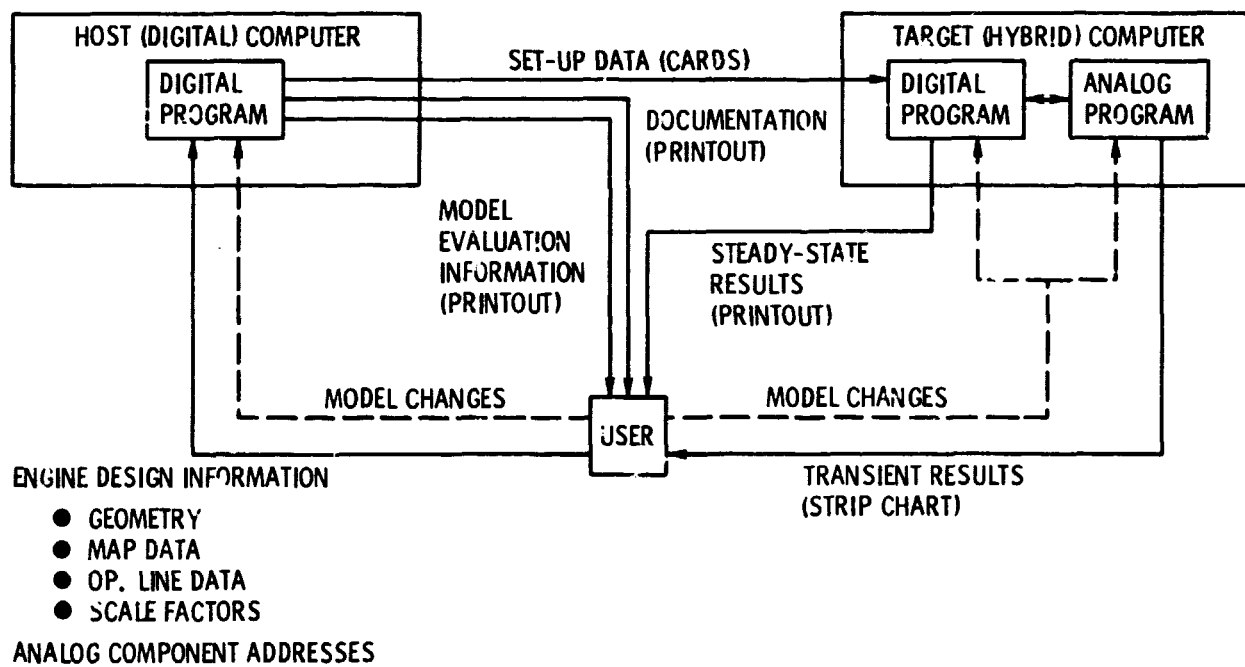 HOST (DIGITAL) COMPUTER
DIGITAL
PROGRAM
SET-UP DATA (CARDS)
TARGET (HYBRID) COMPUTER
DIGITAL
PROGRAM
ANALOG
PROGRAM
DOCUMENTATION
(PRINTOUT)
MODEL
EVALUATION
INFORMATION
(PRINTOUT)
STEADY-STATE
RESULTS
(PRINTOUT)
MODEL CHANGES
MODEL CHANGES
USER
ENGINE DESIGN INFORMATION
● GEOMETRY
● MAP DATA
● OP. LINE DATA
● SCALE FACTORS
ANALOG COMPONENT ADDRESSES
TRANSIENT RESULTS
(STRIP CHART)